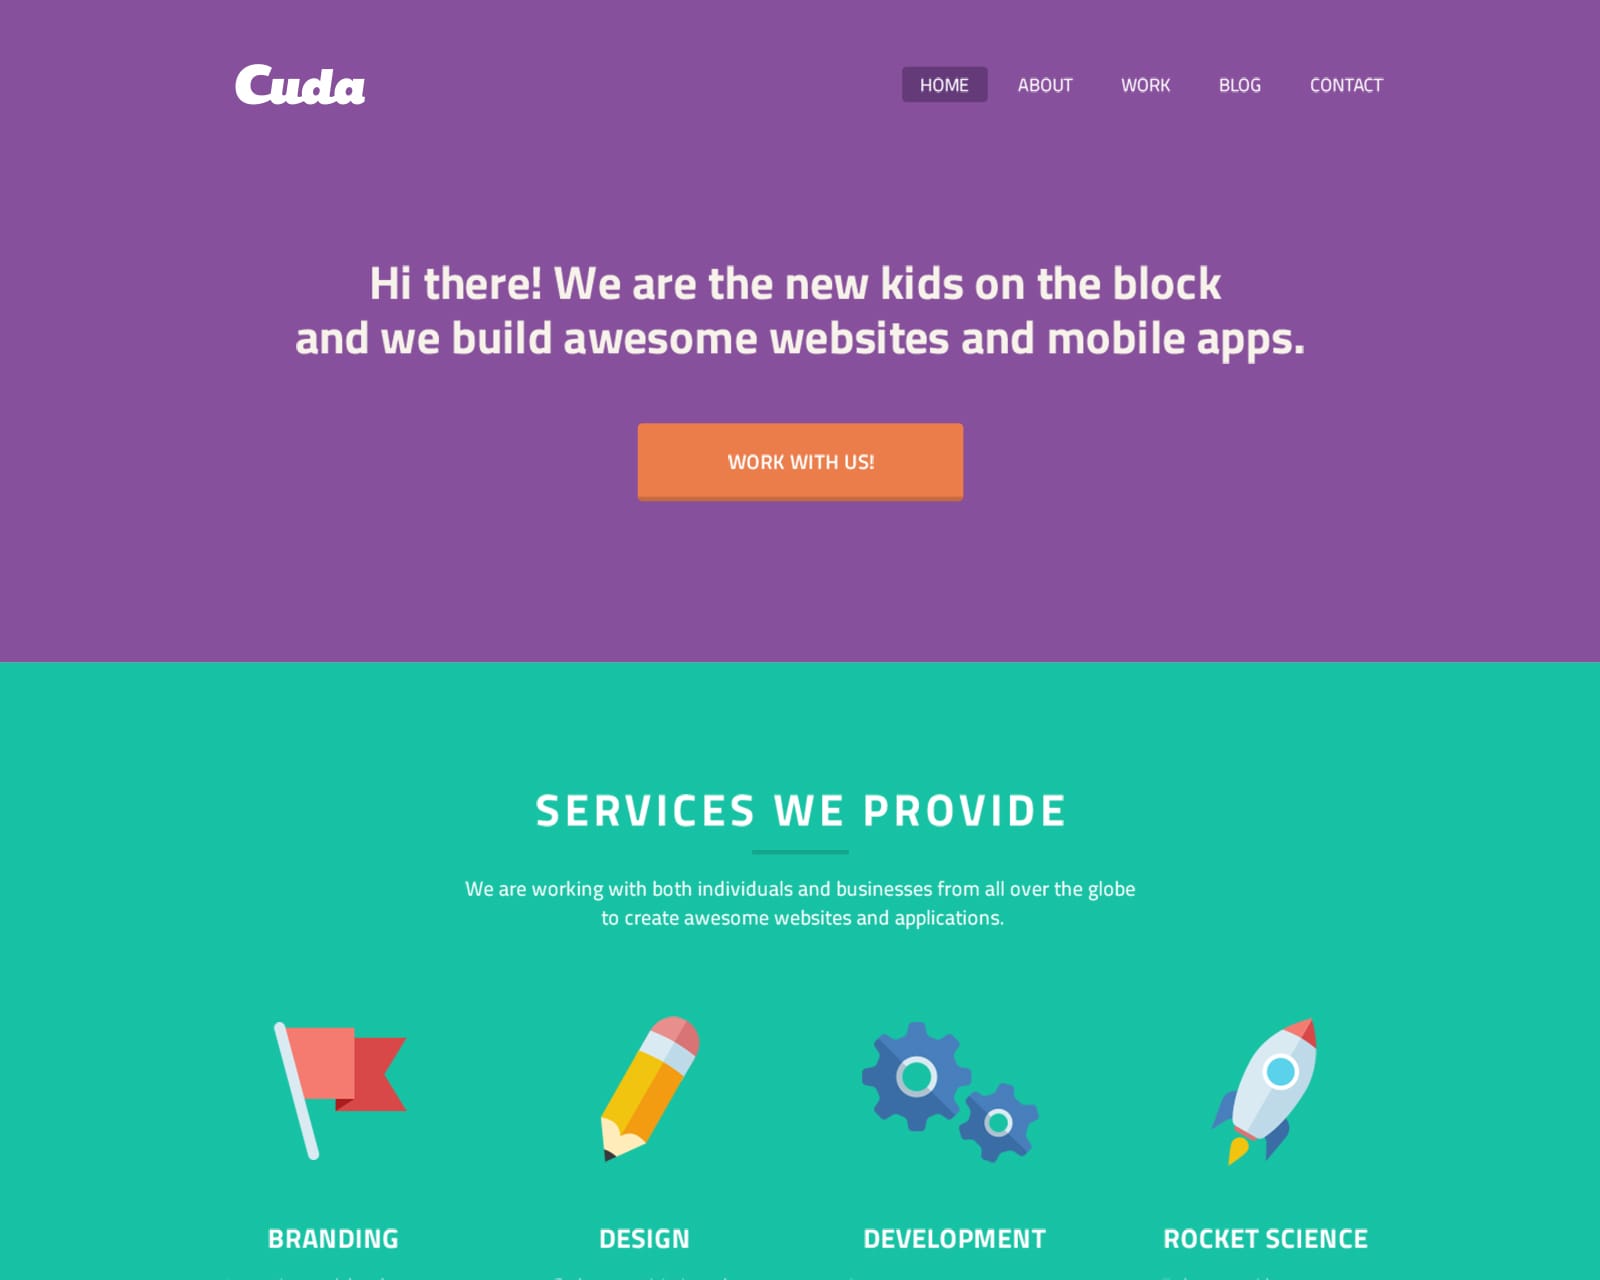 Cuda
HOME ABOUT WORK BLOG CONTACT
Hi there! We are the new kids on the block
and we build awesome websites and mobile apps.
WORK WITH US!
SERVICES WE PROVIDE
We are working with both individuals and businesses from all over the globe
to create awesome websites and applications.
BRANDING DESIGN DEVELOPMENT ROCKET SCIENCE